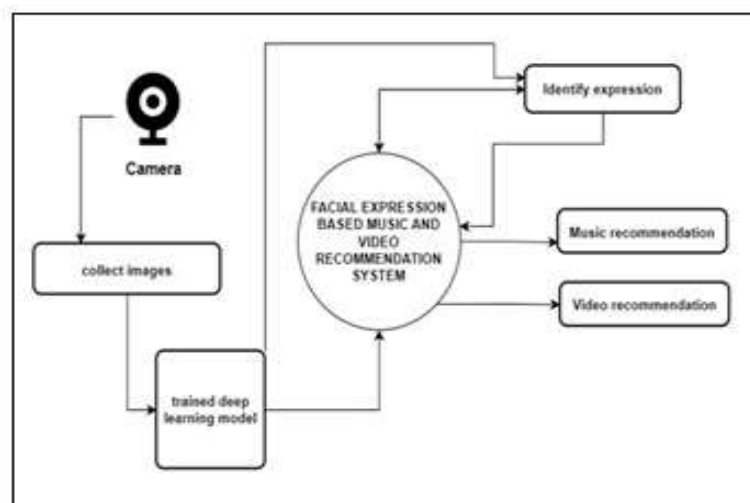 Camera
Identify expression
FACIAL EXPRESSION
BASED MUSIC AND
VIDEO
RECOMMENDATION
SYSTEM
Music recommendation
collect images
Video recommendation
trained deep
learning model